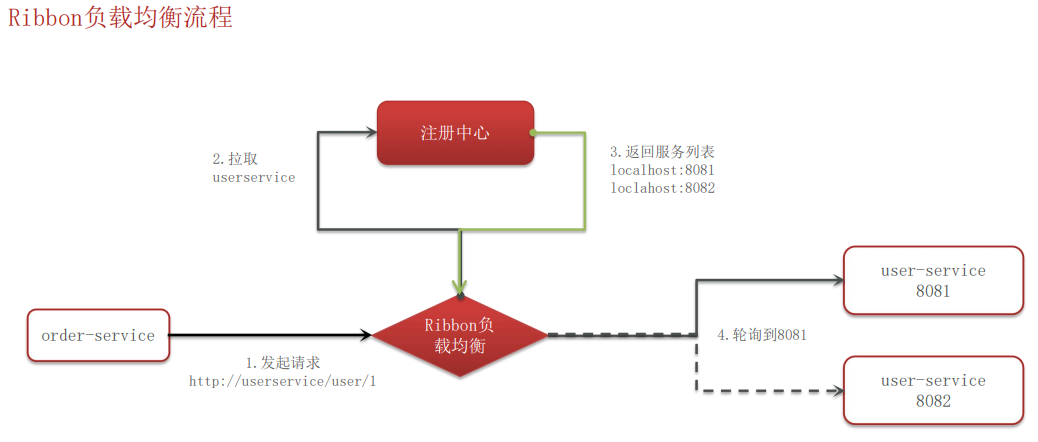 Ribbon负载均衡流程
注册中心
2.拉取
userservice
3.返回服务列表
localhost:8081
loclahost:8082
user-service
8081
order-service
Ribbon负
载均衡
4.轮询到8081
1.发起请求
http://userservice/user/1
user-service
8082